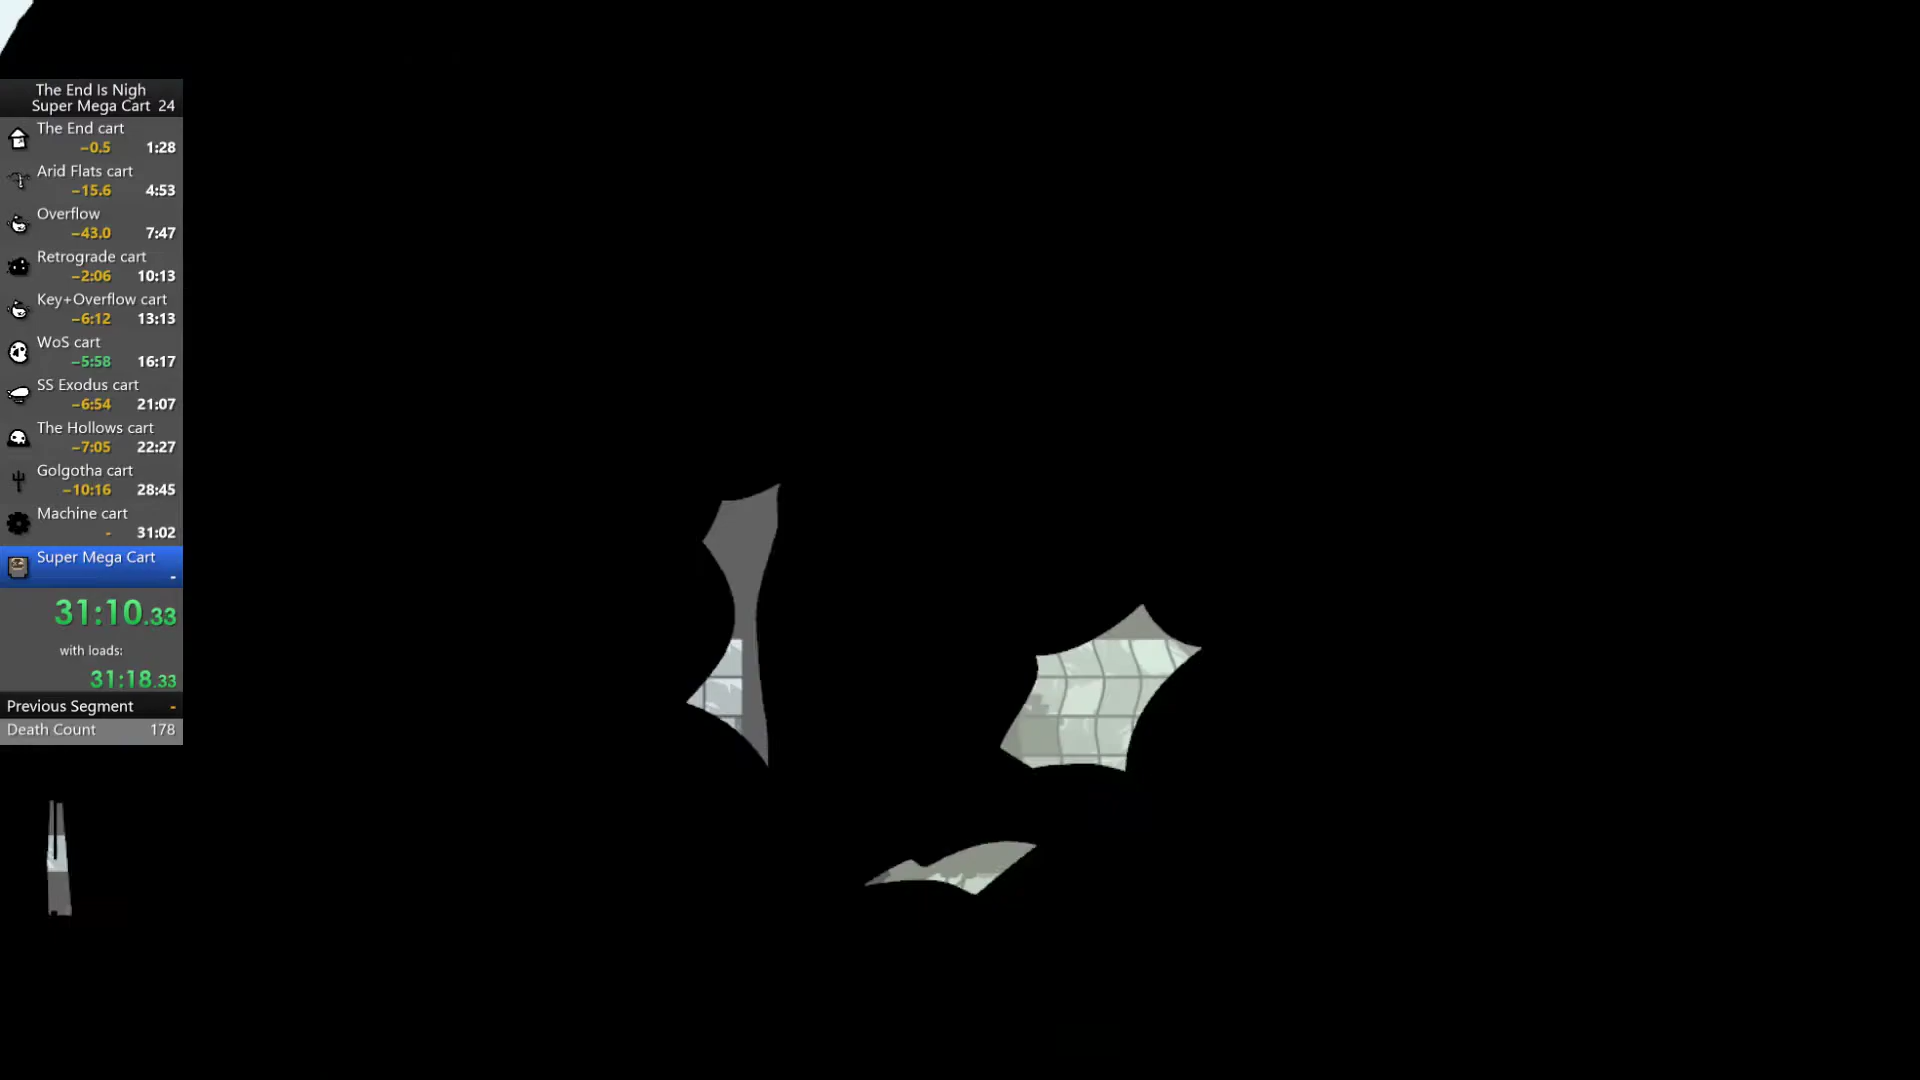 The End Is Nigh
Super Mega Cart 24
The End cart
−0.5 1:28
Arid Flats cart
−15.6 4:53
Overflow
−43.0 7:47
Retrograde cart
−2:06 10:13
Key+Overflow cart
−6:12 13:13
WoS cart
−5:58 16:17
SS Exodus cart
−6:54 21:07
The Hollows cart
−7:05 22:27
Golgotha cart
−10:16 28:45
Machine cart
- 31:02
Super Mega Cart
-
31:10.33
with loads:
31:18.33
Previous Segment -
Death Count 178